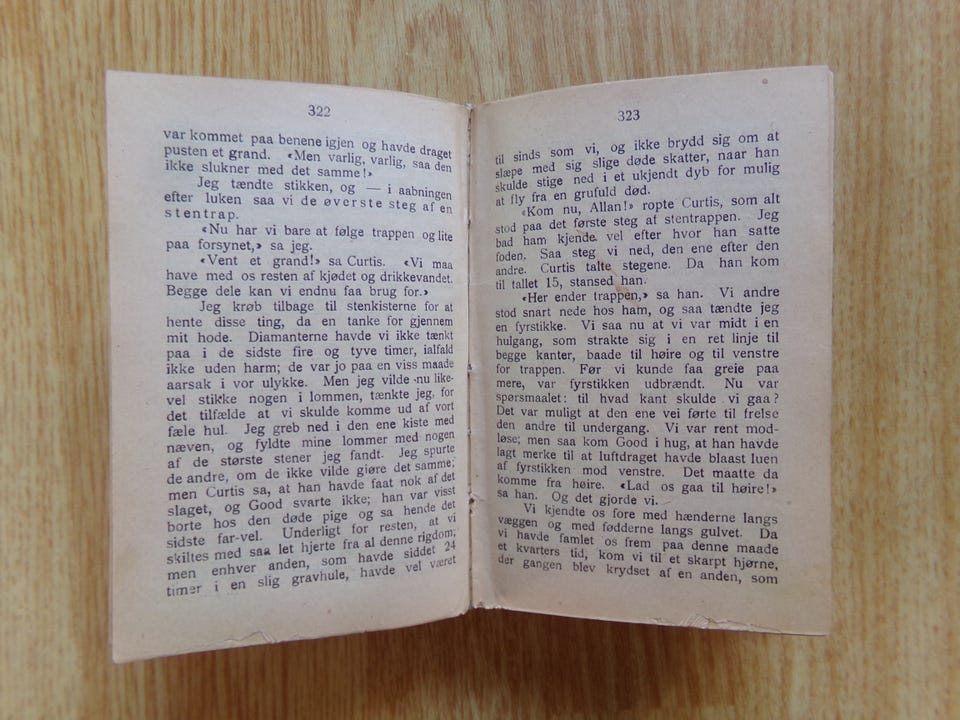 322
var kommet paa benene igjen og havde draget
pusten et grand. «Men varlig, varlig, saa den
ikke slukner med det samme!»
Jeg tændte stikken, og — i aabningen
efter luken saa vi de øverste steg af en
stentrap.
«Nu har vi bare at følge trappen og lite
paa forsynet,» sa jeg.
«Vent et grand!» sa Curtis. «Vi maa
have med os resten af kjødet og drikkevandet.
Begge dele kan vi endnu faa brug for.»
Jeg krøb tilbage til stenkisterne for at
hente disse ting, da en tanke for gjennem
mit hode. Diamanterne havde vi ikke tænkt
paa i de sidste fire og tyve timer, ialfald
ikke uden harm; de var jo paa en viss maade
aarsak i vor ulykke. Men jeg vilde nu like-
vel stikke nogen i lommen, tænkte jeg, for
det tilfælde at vi skulde komme ud af vort
fæle hul. Jeg greb ned i den ene kiste med
næven, og fyldte mine lommer med nogen
af de største stener jeg fandt. Jeg spurte
de andre, om de ikke vilde gjøre det samme;
men Curtis sa, at han havde faat nok af det
slaget, og Good svarte ikke; han var visst
borte hos den døde pige og sa hende det
sidste far-vel. Underligt for resten, at vi
skiltes med saa let hjerte fra al denne rigdom;
men enhver anden, som havde siddet 24
timer i en slig gravhule, havde vel været
323
til sinds som vi, og ikke brydd sig om at
slæpe med sig slige døde skatter, naar han
skulde stige ned i et ukjendt dyb for mulig
at fly fra en grufuld død.
«Kom nu, Allan!» ropte Curtis, som alt
stod paa det første steg af stentrappen. Jeg
bad ham kjende vel efter hvor han satte
foden. Saa steg vi ned, den ene efter den
andre. Curtis talte stegene. Da han kom
til tallet 15, stansed han.
«Her ender trappen,» sa han. Vi andre
stod snart nede hos ham, og saa tændte jeg
en fyrstikke. Vi saa nu at vi var midt i en
hulgang, som strakte sig i en ret linje til
begge kanter, baade til høire og til venstre
for trappen. Før vi kunde faa greie paa
mere, var fyrstikken udbrændt. Nu var
spørsmaalet: til hvad kant skulde vi gaa?
Det var muligt at den ene vei førte til frelse
den andre til undergang. Vi var rent mod-
løse; men saa kom Good i hug, at han havde
lagt merke til at luftdraget havde blaast luen
af fyrstikken mod venstre. Det maatte da
komme fra høire. «Lad os gaa til høire!»
sa han. Og det gjorde vi.
Vi kjendte os fore med hænderne langs
væggen og med fødderne langs gulvet. Da
vi havde famlet os frem paa denne maade
et kvarters tid, kom vi til et skarpt hjørne,
der gangen blev krydset af en anden, som